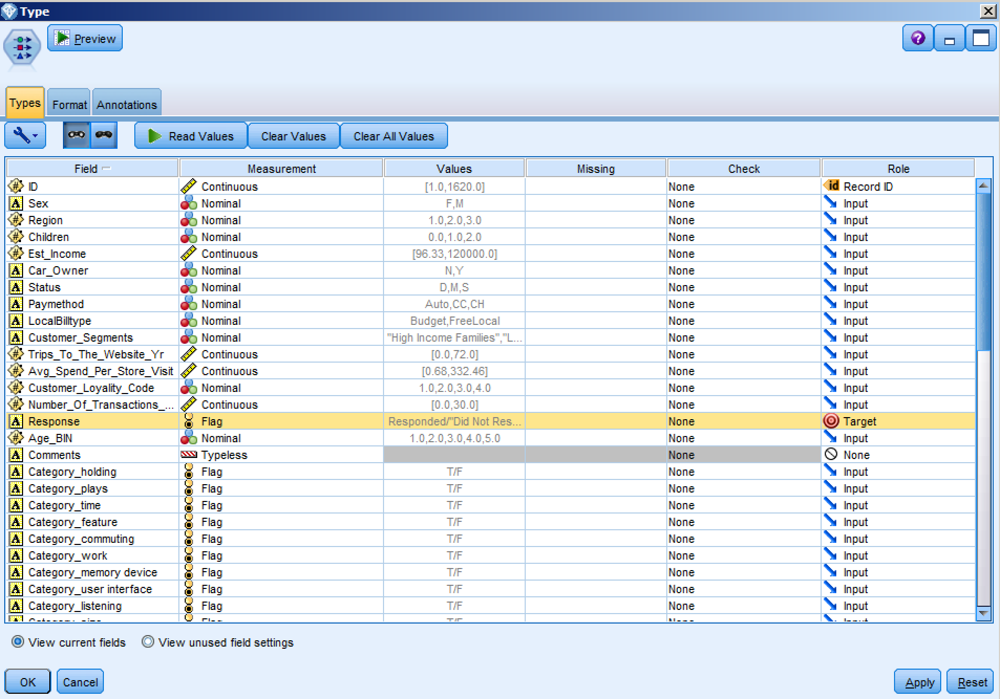 Type
Preview
Types Format Annotations
Read Values Clear Values Clear All Values
Field Measurement Values Missing Check Role
ID Continuous [1.0,1620.0] None id Record ID
A Sex Nominal F,M None Input
Region Nominal 1.0,2.0,3.0 None Input
Children Nominal 0.0,1.0,2.0 None Input
Est_Income Continuous [96.33,120000.0] None Input
A Car_Owner Nominal N,Y None Input
A Status Nominal D,M,S None Input
A Paymethod Nominal Auto,CC,CH None Input
A LocalBilltype Nominal Budget,FreeLocal None Input
A Customer_Segments Nominal "High Income Families","L... None Input
Trips_To_The_Website_Yr Continuous [0.0,72.0] None Input
Avg_Spend_Per_Store_Visit Continuous [0.68,332.46] None Input
Customer_Loyality_Code Nominal 1.0,2.0,3.0,4.0 None Input
Number_Of_Transactions_... Continuous [0.0,30.0] None Input
A Response Flag Responded/"Did Not Res... None Target
Age_BIN Nominal 1.0,2.0,3.0,4.0,5.0 None Input
A Comments Typeless None None
A Category_holding Flag T/F None Input
A Category_plays Flag T/F None Input
A Category_time Flag T/F None Input
A Category_feature Flag T/F None Input
A Category_commuting Flag T/F None Input
A Category_work Flag T/F None Input
A Category_memory device Flag T/F None Input
A Category_user interface Flag T/F None Input
A Category_listening Flag T/F None Input
View current fields View unused field settings
OK Cancel Apply Reset